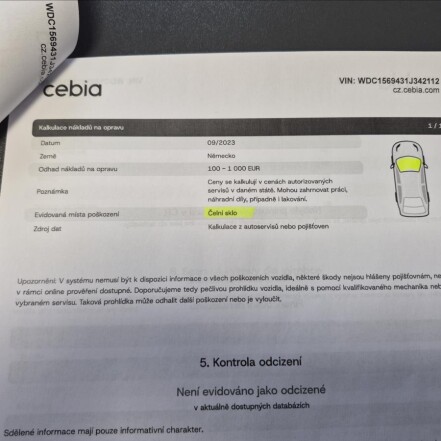 WDC1569431J3
cz.cebia
cebia
VIN: WDC1569431J342112
cz.cebia.com
Kalkulace nákladů na opravu 1 / 1
Datum 09/2023
Země Německo
Odhad nákladů na opravu 100 – 1 000 EUR
Poznámka Ceny se kalkulují v cenách autorizovaných
servisů v daném státě. Mohou zahrnovat práci,
náhradní díly, případně i lakování.
Evidovaná místa poškození Čelní sklo
Zdroj dat Kalkulace z autoservisů nebo pojišťoven
Upozornění: V systému nemusí být k dispozici informace o všech poškozeních vozidla, některé škody nejsou hlášeny pojišťovnám, ne
v rámci online prověření dostupné. Doporučujeme tedy pečlivou prohlídku vozidla, ideálně s pomocí kvalifikovaného mechanika neb
vybraném servisu. Taková prohlídka může odhalit další poškození nebo je vyloučit.
5. Kontrola odcizení
Není evidováno jako odcizené
v aktuálně dostupných databázích
Sdělené informace mají pouze informativní charakter.